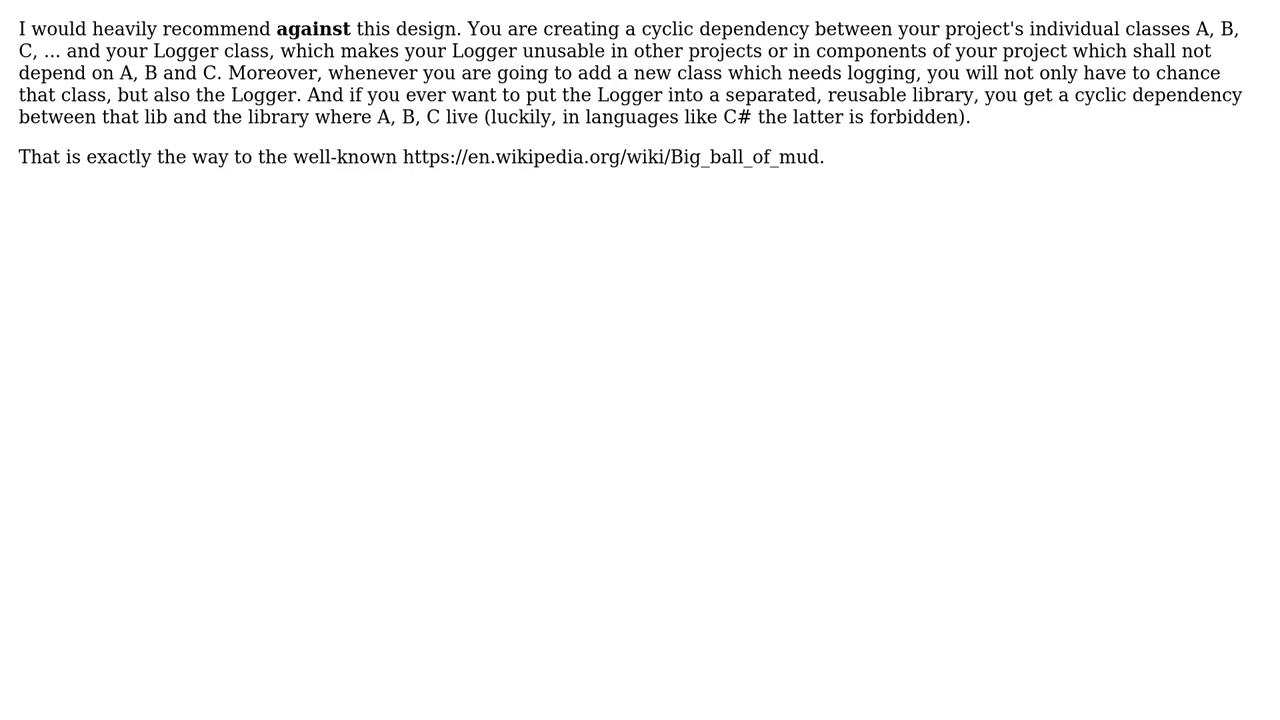 I would heavily recommend against this design. You are creating a cyclic dependency between your project's individual classes A, B,
C, ... and your Logger class, which makes your Logger unusable in other projects or in components of your project which shall not
depend on A, B and C. Moreover, whenever you are going to add a new class which needs logging, you will not only have to chance
that class, but also the Logger. And if you ever want to put the Logger into a separated, reusable library, you get a cyclic dependency
between that lib and the library where A, B, C live (luckily, in languages like C# the latter is forbidden).
That is exactly the way to the well-known https://en.wikipedia.org/wiki/Big_ball_of_mud.